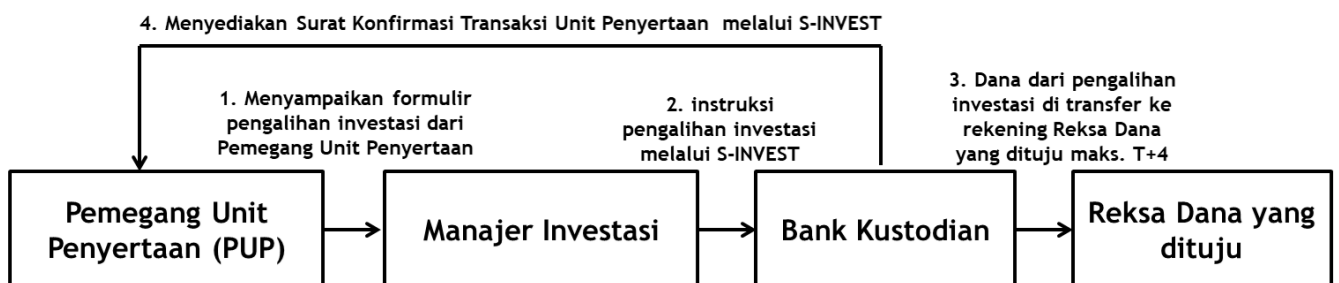 4. Menyediakan Surat Konfirmasi Transaksi Unit Penyertaan melalui S-INVEST
1. Menyampaikan formulir
pengalihan investasi dari
Pemegang Unit Penyertaan
2. instruksi
pengalihan investasi
melalui S-INVEST
3. Dana dari pengalihan
investasi di transfer ke
rekening Reksa Dana
yang dituju maks. T+4
Pemegang Unit
Penyertaan (PUP)
Manajer Investasi
Bank Kustodian
Reksa Dana yang
dituju